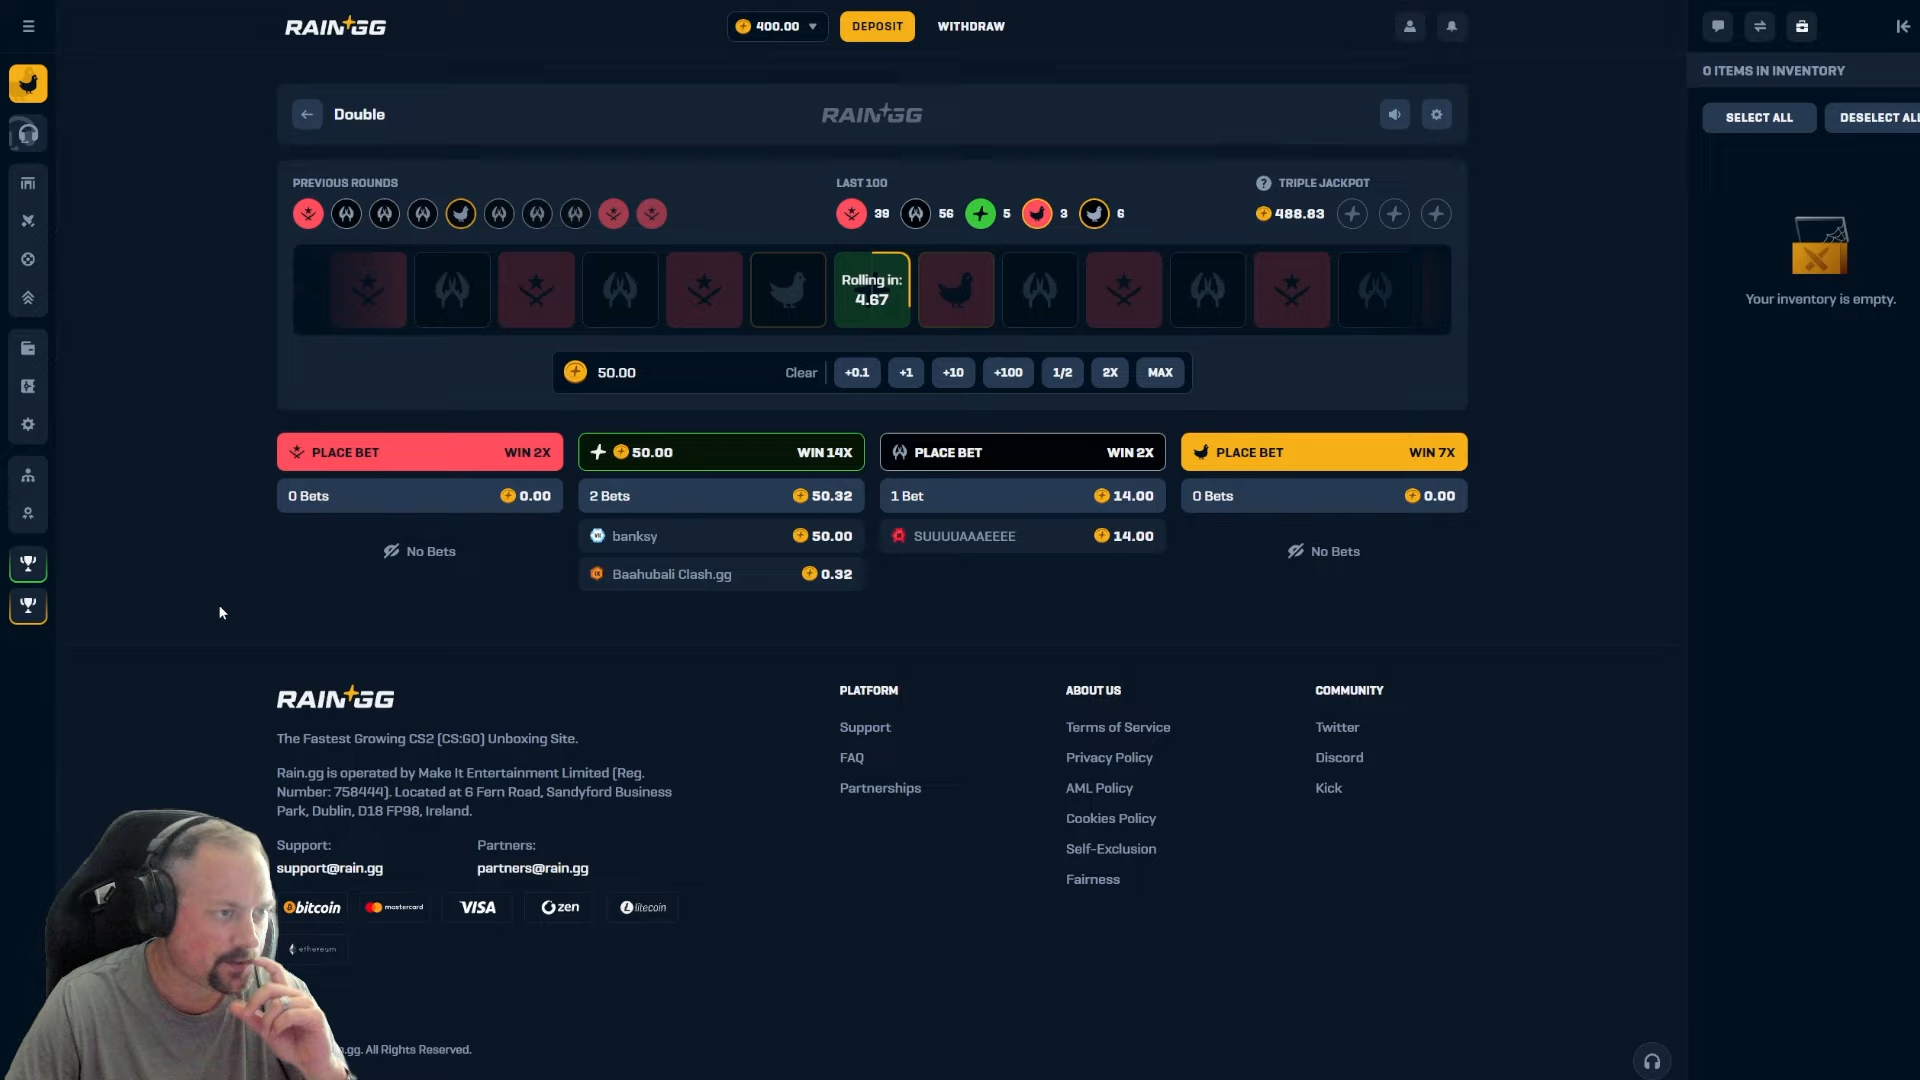 RAIN GG
400.00
DEPOSIT
WITHDRAW
0 ITEMS IN INVENTORY
SELECT ALL
DESELECT ALL
Your inventory is empty.
Double
RAIN GG
PREVIOUS ROUNDS
LAST 100
TRIPLE JACKPOT
39
56
5
3
6
488.83
Rolling in:
4.67
50.00
Clear
+0.1
+1
+10
+100
1/2
2X
MAX
PLACE BET WIN 2X
50.00 WIN 14X
PLACE BET WIN 2X
PLACE BET WIN 7X
0 Bets 0.00
2 Bets 50.32
1 Bet 14.00
0 Bets 0.00
No Bets
banksy 50.00
SUUUUAAAEEEE 14.00
No Bets
Baahubali Clash.gg 0.32
RAIN GG
The Fastest Growing CS2 (CS:GO) Unboxing Site.
Rain.gg is operated by Make It Entertainment Limited (Reg.
Number: 758444). Located at 6 Fern Road, Sandyford Business
Park, Dublin, D18 FP98, Ireland.
Support:
support@rain.gg
Partners:
partners@rain.gg
bitcoin
mastercard
VISA
zen
litecoin
ethereum
.gg. All Rights Reserved.
PLATFORM
Support
FAQ
Partnerships
ABOUT US
Terms of Service
Privacy Policy
AML Policy
Cookies Policy
Self-Exclusion
Fairness
COMMUNITY
Twitter
Discord
Kick